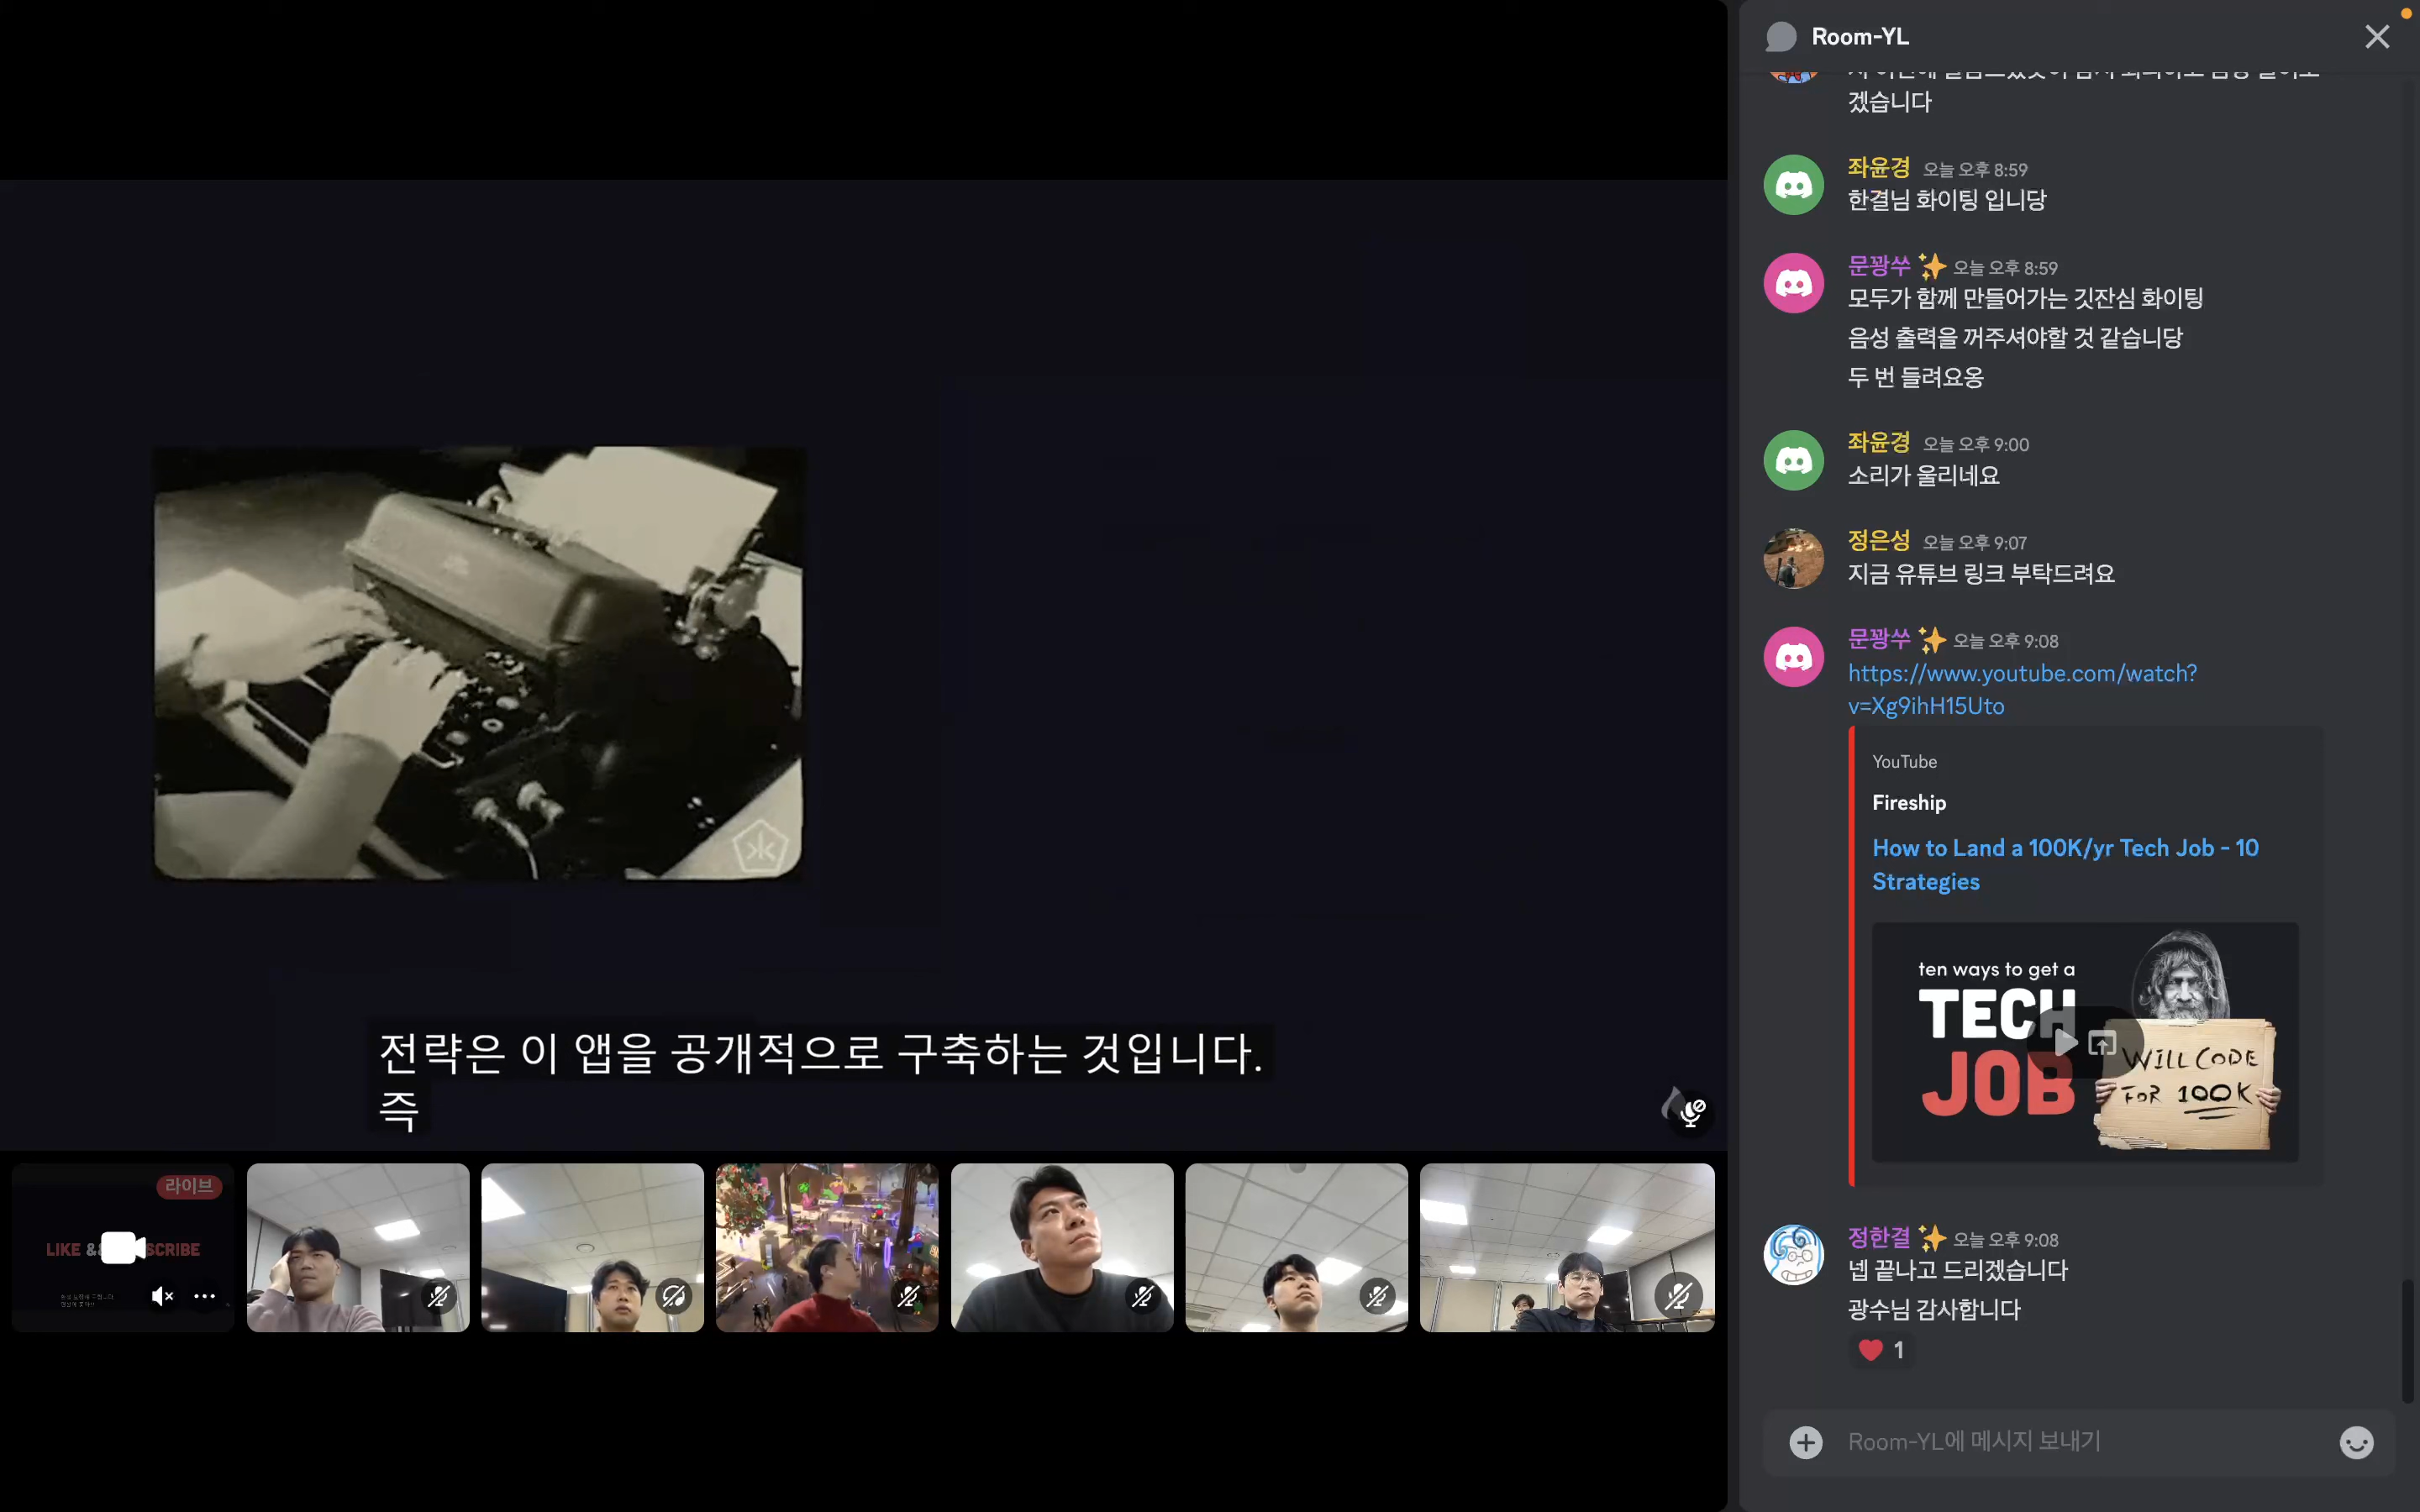 전략은 이 앱을 공개적으로 구축하는 것입니다.
즉
라이브
LIKE & SCRIBE
Room-YL
겠습니다
좌윤경 오늘 오후 8:59
한결님 화이팅 입니당
문꽝쑤 ✨ 오늘 오후 8:59
모두가 함께 만들어가는 깃잔심 화이팅
음성 출력을 꺼주셔야할 것 같습니당
두 번 들려요옹
좌윤경 오늘 오후 9:00
소리가 울리네요
정은성 오늘 오후 9:07
지금 유튜브 링크 부탁드려요
문꽝쑤 ✨ 오늘 오후 9:08
https://www.youtube.com/watch?
v=Xg9ihH15Uto
YouTube
Fireship
How to Land a 100K/yr Tech Job - 10
Strategies
ten ways to get a
TECH
JOB
WILL CODE
FOR 100K
정한결 ✨ 오늘 오후 9:08
넵 끝나고 드리겠습니다
광수님 감사합니다
❤️ 1
Room-YL에 메시지 보내기